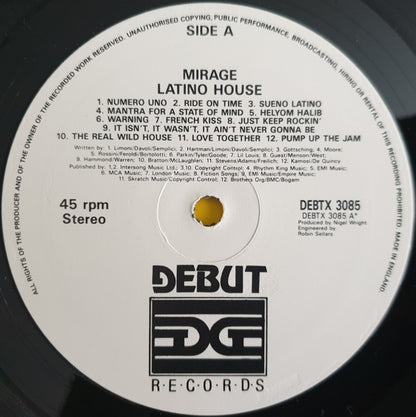 ALL RIGHTS OF THE PRODUCER AND OF THE OWNER OF THE RECORDED WORK RESERVED. UNAUTHORISED COPYING, PUBLIC PERFORMANCE, BROADCASTING, HIRING OR RENTAL OF THIS RECORDING PROHIBITED. MADE IN ENGLAND.
SIDE A
MIRAGE
LATINO HOUSE
1. NUMERO UNO 2. RIDE ON TIME 3. SUENO LATINO
4. MANTRA FOR A STATE OF MIND 5. HELYOM HALIB
6. WARNING 7. FRENCH KISS 8. JUST KEEP ROCKIN'
9. IT ISN'T, IT WASN'T, IT AIN'T NEVER GONNA BE
10. THE REAL WILD HOUSE 11. LOVE TOGETHER 12. PUMP UP THE JAM
Written by: 1. Limoni/Davoli/Semplici; 2. Hartman/Limoni/Davoli/Semplici; 3. Gottsching; 4. Moore;
5. Rossini/Feroldi/Bortolotti; 6. Parkin/Tyler/Goode; 7. Lil Louis; 8. Guest/Menson/West;
9. Hammond/Warren; 10. Bratton/McLaughlen; 11. Stevens/Adams/Freilich; 12. Kamosi/De Quincy
Published by: 1, 2. Intersong Music Ltd.; 3,10. Copyright Control; 4. Rhythm King Music; 5. EMI Music;
6. MCA Music; 7. London Music; 8. Fiction Songs; 9. EMI Music/Empire Music;
11. Skratch Music/Copyright Control; 12. Brothers Org/BMC/Bogam
45 rpm
Stereo
DEBTX 3085
DEBTX 3085 A"
Produced by Nigel Wright
Engineered by
Robin Sellars
DEBUT
R·E·C·O·R·D·S